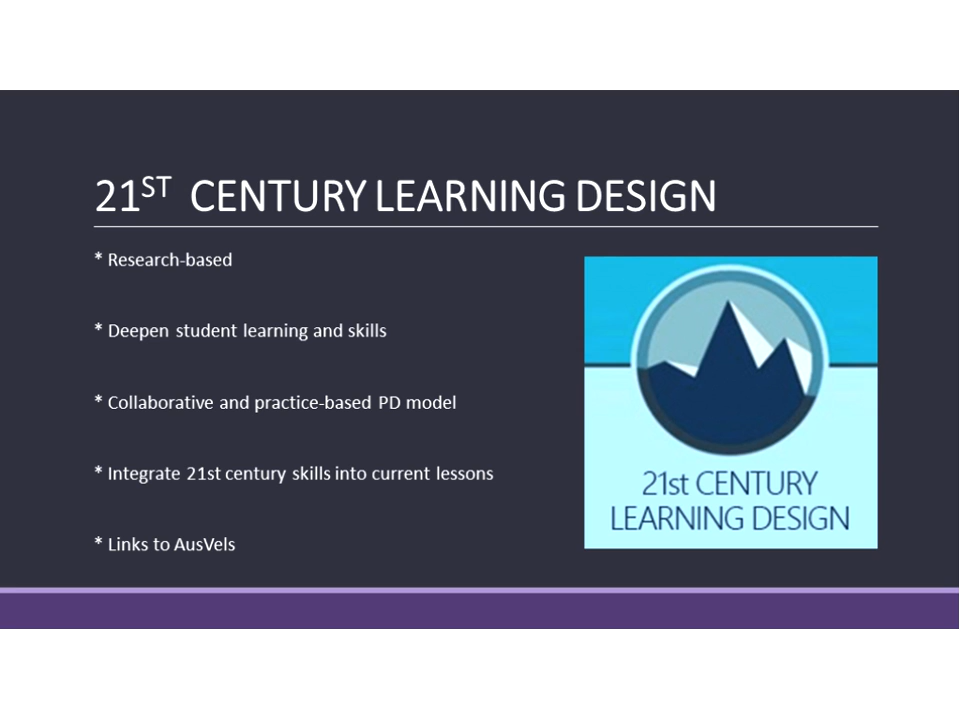 21ST CENTURY LEARNING DESIGN
* Research-based
* Deepen student learning and skills
* Collaborative and practice-based PD model
* Integrate 21st century skills into current lessons
* Links to AusVels
21st CENTURY
LEARNING DESIGN